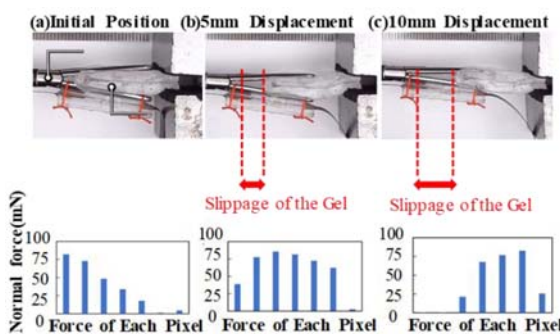 (a)Initial Position (b)5mm Displacement (c)10mm Displacement
Slippage of the Gel Slippage of the Gel
Normal force(mN)
100 75 50 25 0
100 75 50 25 0
100 75 50 25 0
Force of Each Pixel Force of Each Pixel Force of Each Pixel